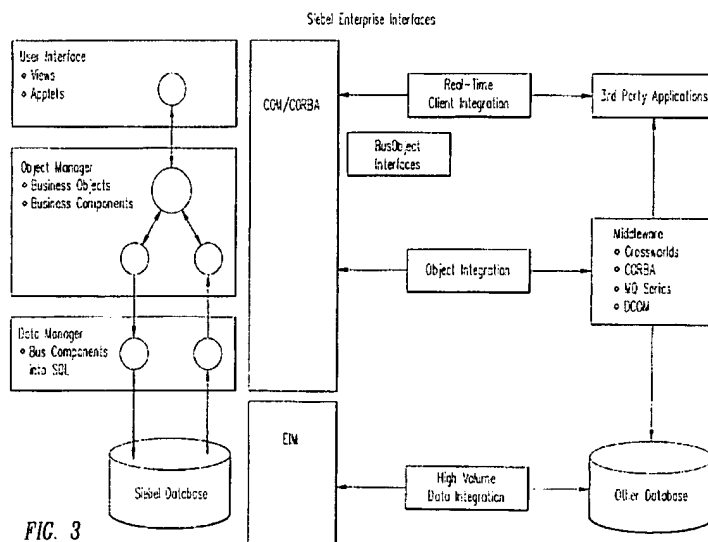 Siebel Enterprise Interfaces
User Interface
Views
Applets
Object Manager
Business Objects
Business Components
Data Manager
Bus Components
into SQL
Siebel Database
FIG. 3
COM/CORBA
EIM
Real-Time
Client Integration
BusObject
Interfaces
Object Integration
High Volume
Data Integration
3rd Party Applications
Middleware
Crossworlds
CORBA
MQ Series
DCOM
Other Database